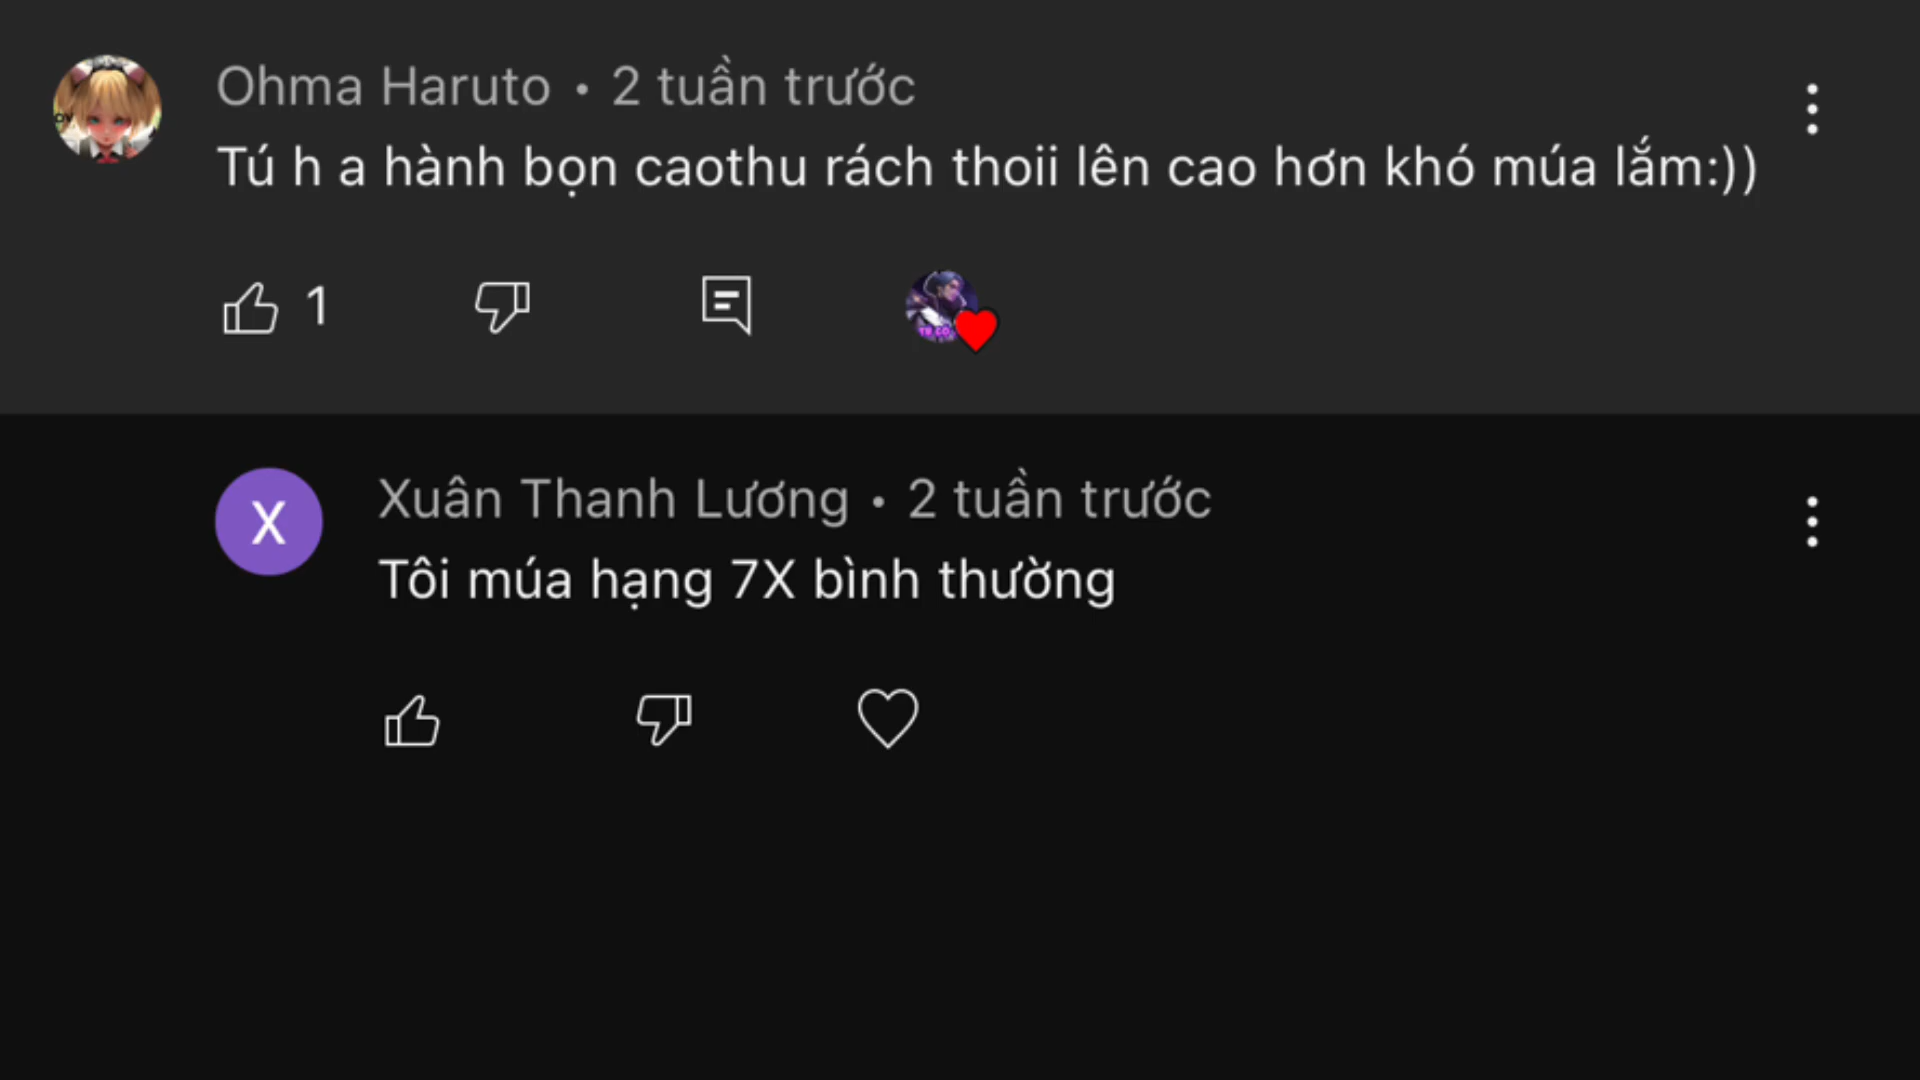 Ohma Haruto • 2 tuần trước
Tú h a hành bọn caothu rách thoii lên cao hơn khó múa lắm:))
1
X
Xuân Thanh Lương • 2 tuần trước
Tôi múa hạng 7X bình thường